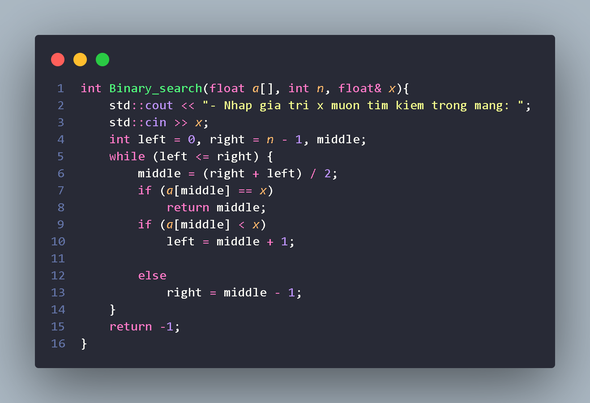 1 int Binary_search(float a[], int n, float& x){
2 std::cout << "- Nhap gia tri x muon tim kiem trong mang: ";
3 std::cin >> x;
4 int left = 0, right = n - 1, middle;
5 while (left <= right) {
6 middle = (right + left) / 2;
7 if (a[middle] == x)
8 return middle;
9 if (a[middle] < x)
10 left = middle + 1;
11
12 else
13 right = middle - 1;
14 }
15 return -1;
16 }